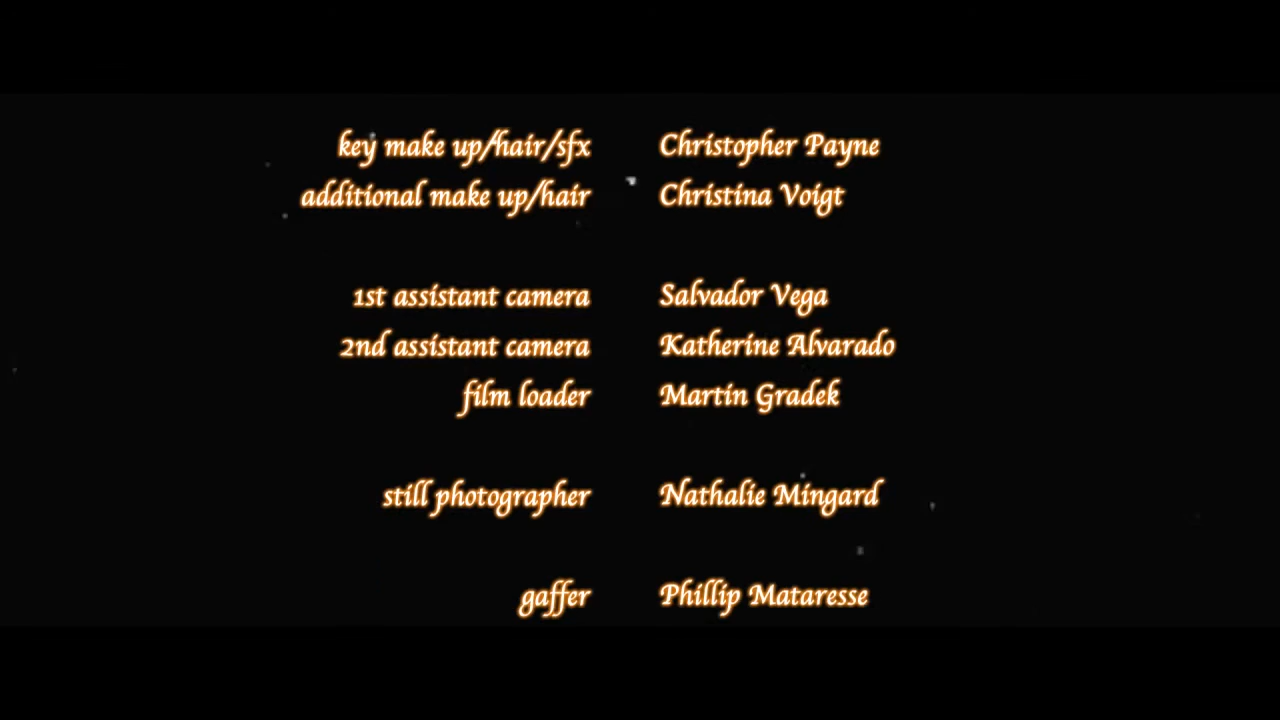 key make up/hair/sfx Christopher Payne
additional make up/hair Christina Voigt
1st assistant camera Salvador Vega
2nd assistant camera Katherine Alvarado
film loader Martin Gradek
still photographer Nathalie Mingard
gaffer Phillip Mataresse